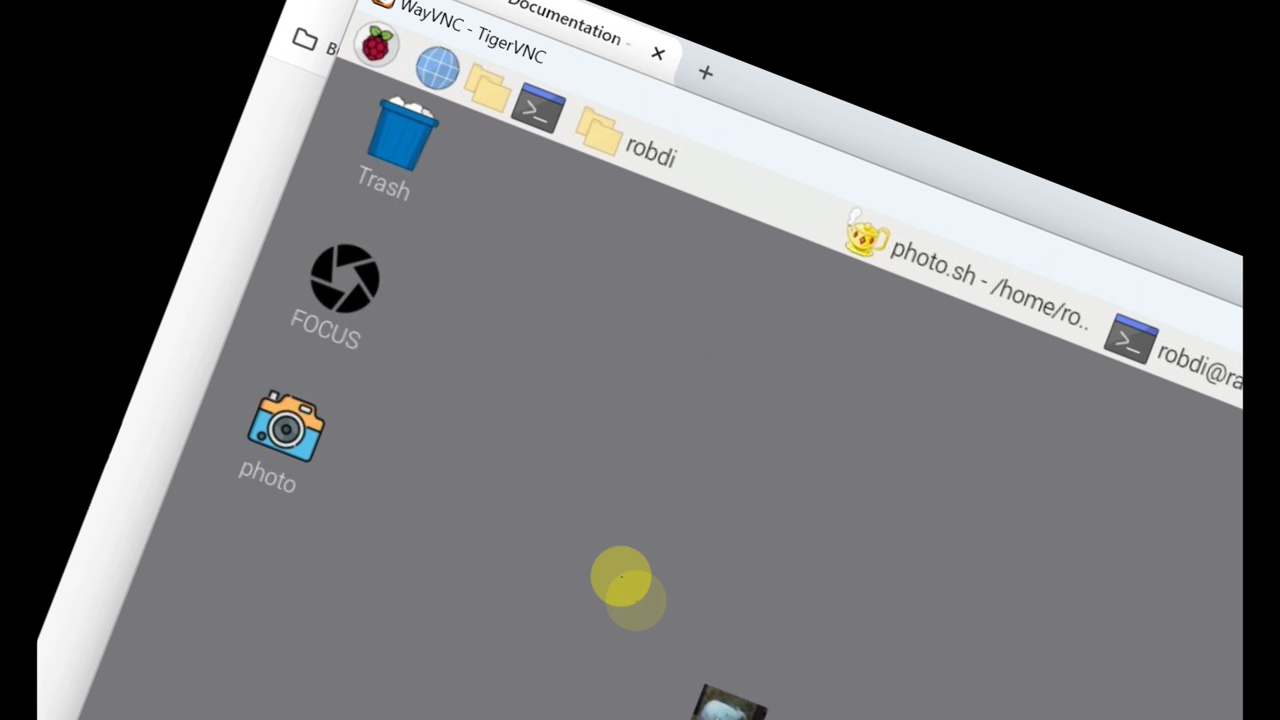 Documentation -
WayVNC - TigerVNC
robdi
photo.sh - /home/ro..
robdi@ra
Trash
FOCUS
photo